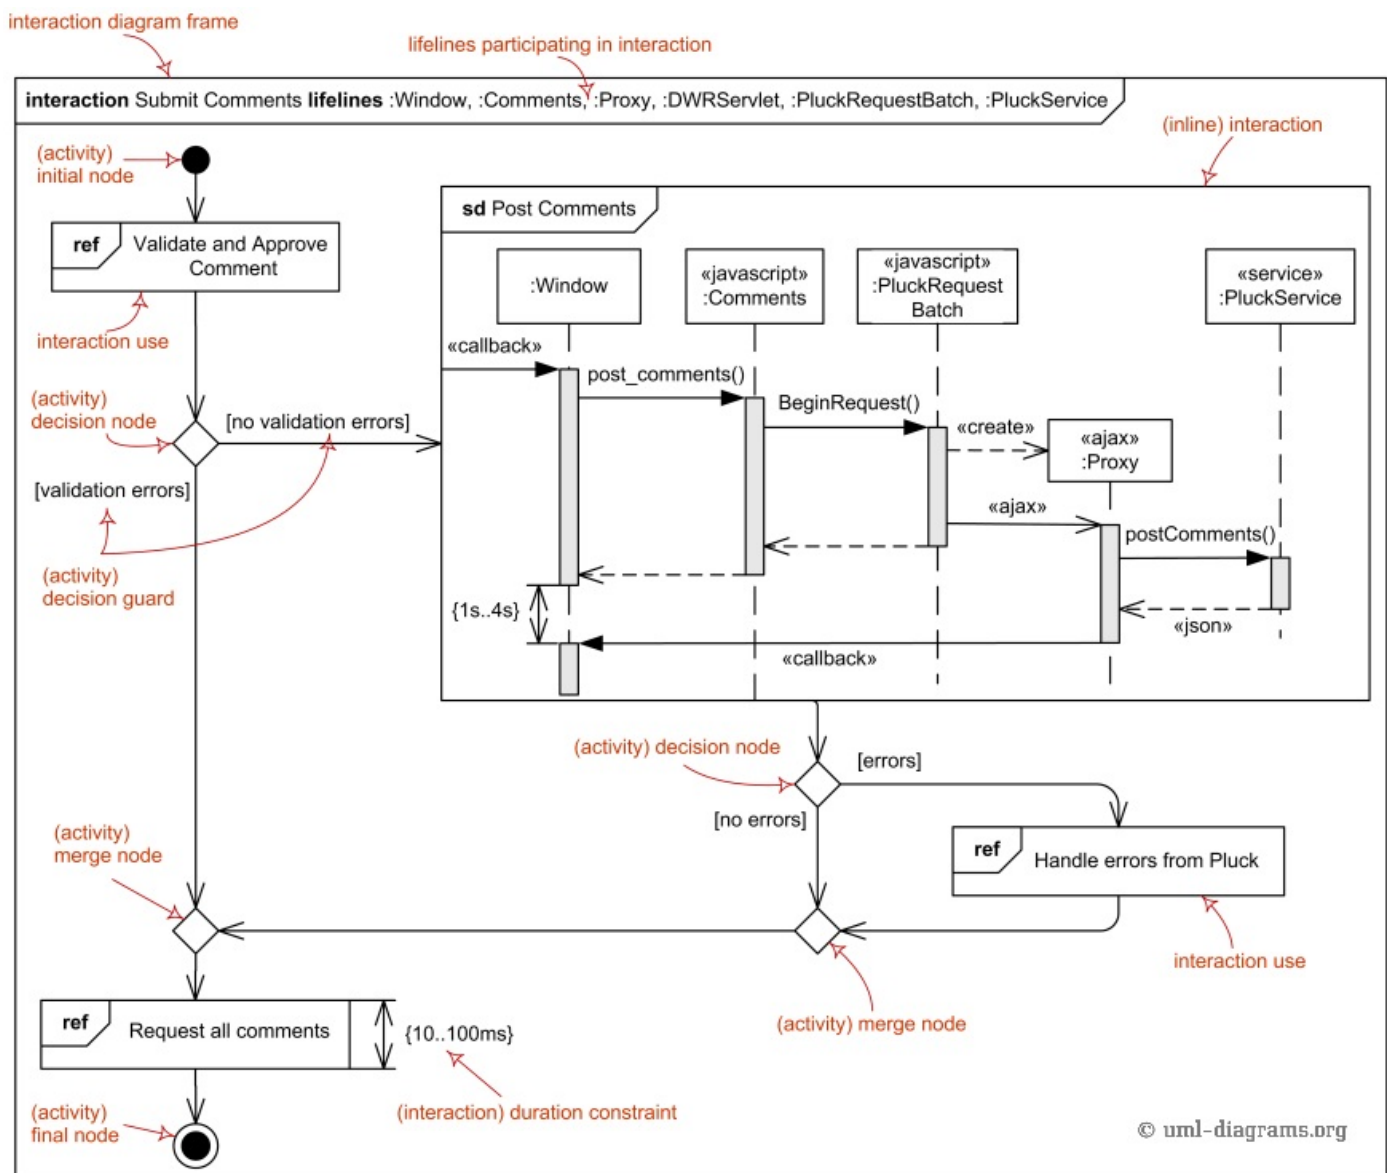 interaction diagram frame
lifelines participating in interaction
interaction Submit Comments lifelines :Window, :Comments, :Proxy, :DWRServlet, :PluckRequestBatch, :PluckService
(inline) interaction
(activity)
initial node
sd Post Comments
ref Validate and Approve
Comment
:Window
«javascript»
:Comments
«javascript»
:PluckRequest
Batch
«service»
:PluckService
interaction use
«callback»
post_comments()
(activity)
decision node
[no validation errors]
BeginRequest()
«create»
«ajax»
:Proxy
[validation errors]
«ajax»
postComments()
(activity)
decision guard
{1s..4s}
«json»
«callback»
(activity) decision node
[errors]
[no errors]
(activity)
merge node
ref Handle errors from Pluck
interaction use
ref Request all comments
{10..100ms}
(activity) merge node
(activity)
final node
(interaction) duration constraint
© uml-diagrams.org